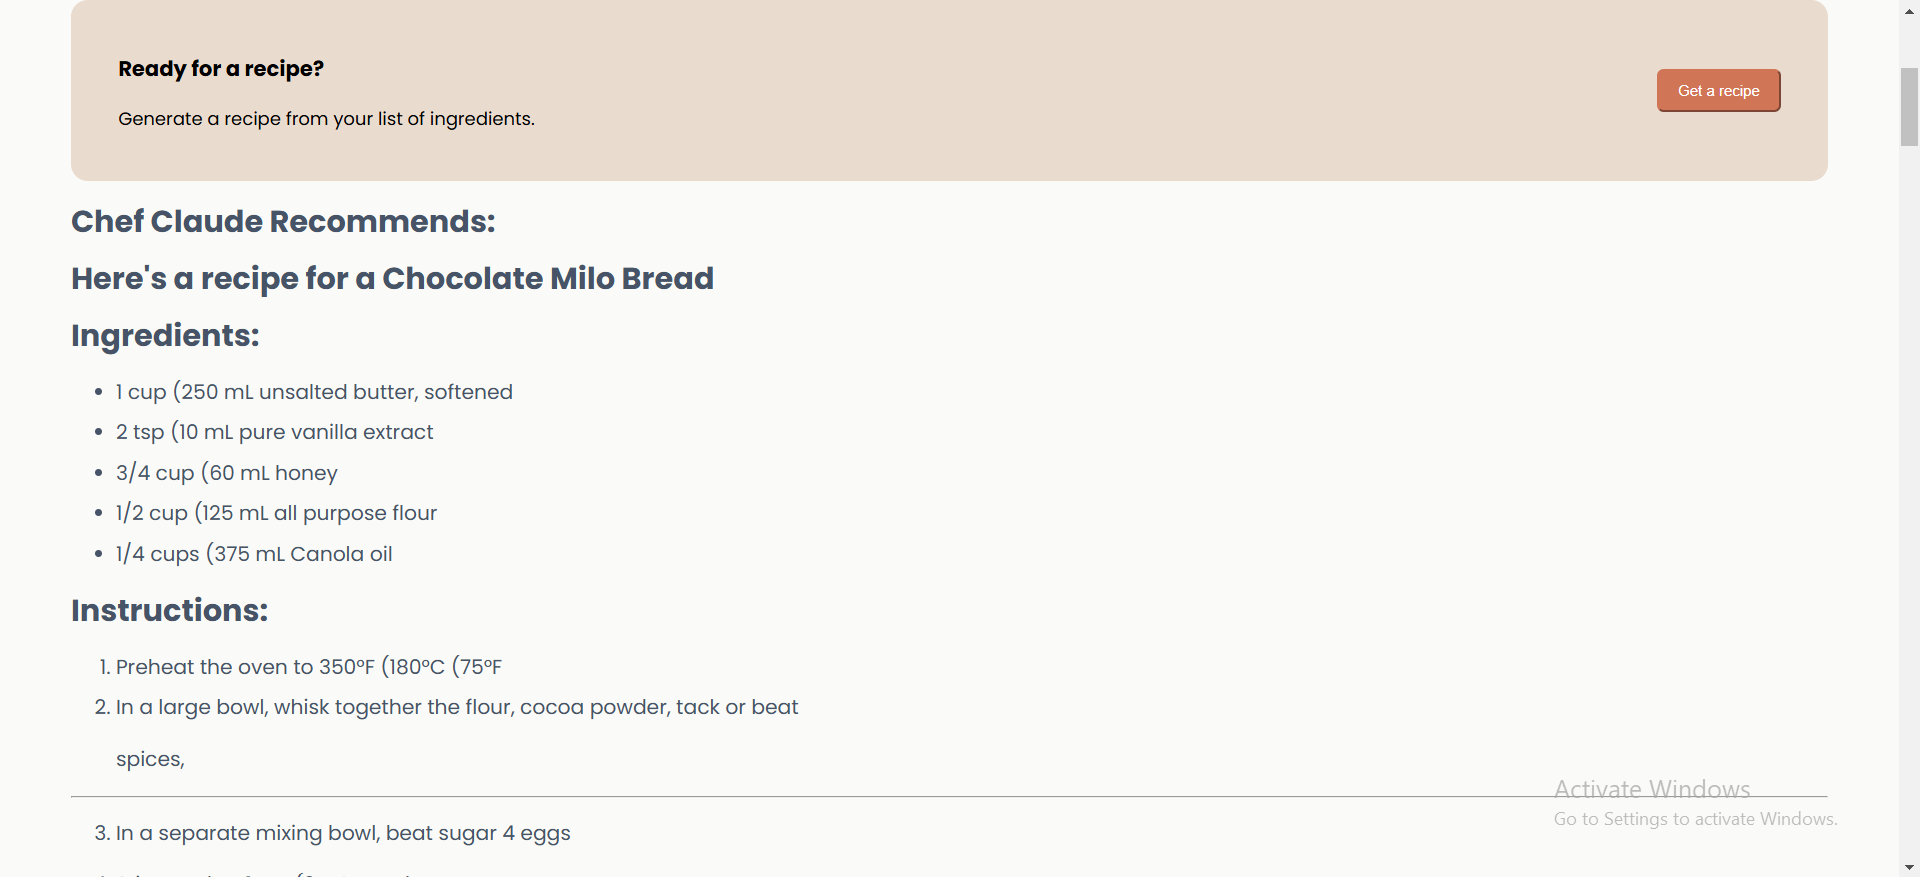 Ready for a recipe?
Generate a recipe from your list of ingredients.
Get a recipe
Chef Claude Recommends:
Here's a recipe for a Chocolate Milo Bread
Ingredients:
• 1 cup (250 mL unsalted butter, softened
• 2 tsp (10 mL pure vanilla extract
• 3/4 cup (60 mL honey
• 1/2 cup (125 mL all purpose flour
• 1/4 cups (375 mL Canola oil
Instructions:
1. Preheat the oven to 350°F (180°C (75°F
2. In a large bowl, whisk together the flour, cocoa powder, tack or beat
spices,
Activate Windows
Go to Settings to activate Windows.
3. In a separate mixing bowl, beat sugar 4 eggs